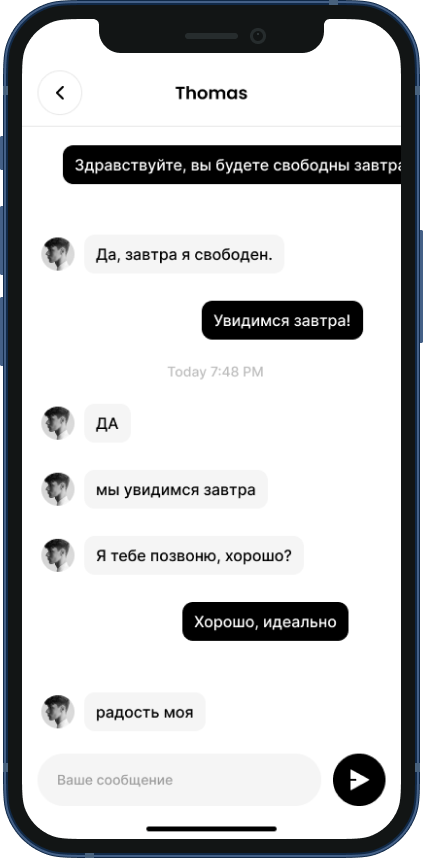 Thomas
Здравствуйте, вы будете свободны завтра
Да, завтра я свободен.
Увидимся завтра!
Today 7:48 PM
ДА
мы увидимся завтра
Я тебе позвоню, хорошо?
Хорошо, идеально
радость моя
Ваше сообщение